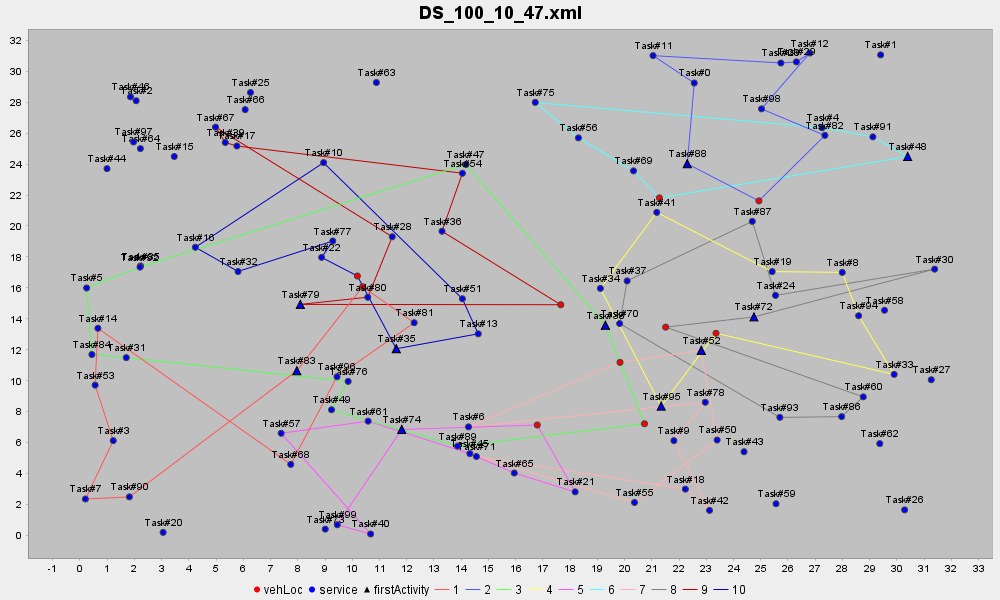 DS_100_10_47.xml
32
30
28
26
24
22
20
18
16
14
12
10
8
6
4
2
0
Task#11
Task#12
Task#1
Task#0
Task#63
Task#25
Task#2
Task#66
Task#75
Task#98
Task#67
Task#4
Task#82
Task#97
Task#64
Task#17
Task#56
Task#91
Task#15
Task#44
Task#10
Task#47
Task#54
Task#69
Task#88
Task#48
Task#41
Task#87
Task#36
Task#28
Task#16
Task#77
Task#22
Task#32
Task#5
Task#19
Task#8
Task#30
Task#37
Task#34
Task#24
Task#79
Task#80
Task#51
Task#94
Task#58
Task#72
Task#14
Task#81
Task#70
Task#13
Task#35
Task#52
Task#84
Task#31
Task#83
Task#76
Task#33
Task#27
Task#53
Task#60
Task#95
Task#78
Task#49
Task#61
Task#93
Task#86
Task#6
Task#74
Task#57
Task#3
Task#9
Task#50
Task#62
Task#89
Task#71
Task#43
Task#68
Task#65
Task#18
Task#21
Task#7
Task#90
Task#55
Task#42
Task#59
Task#26
Task#20
Task#99
Task#40
-1 0 1 2 3 4 5 6 7 8 9 10 11 12 13 14 15 16 17 18 19 20 21 22 23 24 25 26 27 28 29 30 31 32 33
vehLoc service firstActivity 1 2 3 4 5 6 7 8 9 10